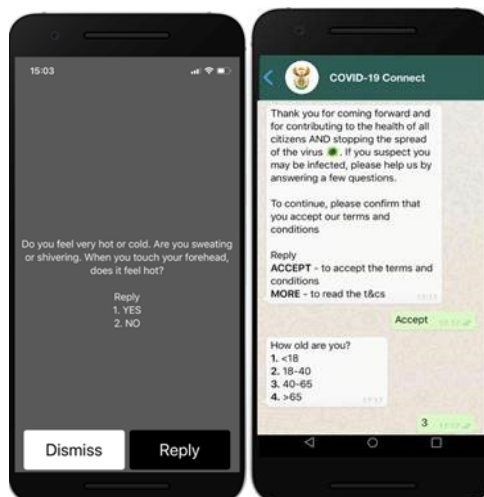 15:03
Do you feel very hot or cold. Are you sweating
or shivering. When you touch your forehead,
does it feel hot?
Reply
1. YES
2. NO
Dismiss
Reply
COVID-19 Connect
Thank you for coming forward and
for contributing to the health of all
citizens AND stopping the spread
of the virus . If you suspect you
may be infected, please help us by
answering a few questions.
To continue, please confirm that
you accept our terms and
conditions
Reply
ACCEPT - to accept the terms and
conditions
MORE - to read the t&cs
Accept
How old are you?
1. <18
2. 18-40
3. 40-65
4. >65
17:17
3